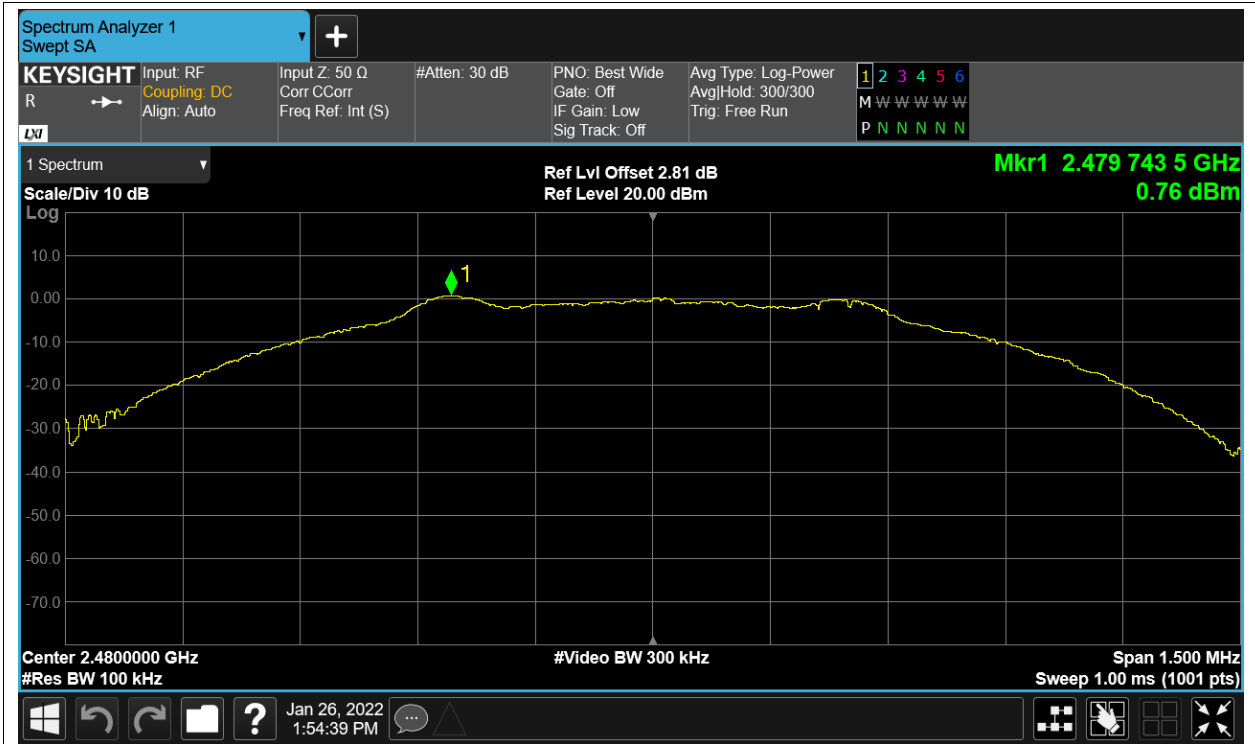 Spectrum Analyzer 1
Swept SA
+
KEYSIGHT
R
LXI
Input: RF
Coupling: DC
Align: Auto
Input Z: 50 Ω
Corr CCorr
Freq Ref: Int (S)
#Atten: 30 dB
PNO: Best Wide
Gate: Off
IF Gain: Low
Sig Track: Off
Avg Type: Log-Power
Avg|Hold: 300/300
Trig: Free Run
1 2 3 4 5 6
M W W W W W
P N N N N N
1 Spectrum
Scale/Div 10 dB
Log
Ref Lvl Offset 2.81 dB
Ref Level 20.00 dBm
Mkr1 2.479 743 5 GHz
0.76 dBm
1
10.0
0.00
-10.0
-20.0
-30.0
-40.0
-50.0
-60.0
-70.0
Center 2.4800000 GHz
#Res BW 100 kHz
#Video BW 300 kHz
Span 1.500 MHz
Sweep 1.00 ms (1001 pts)
?
Jan 26, 2022
1:54:39 PM